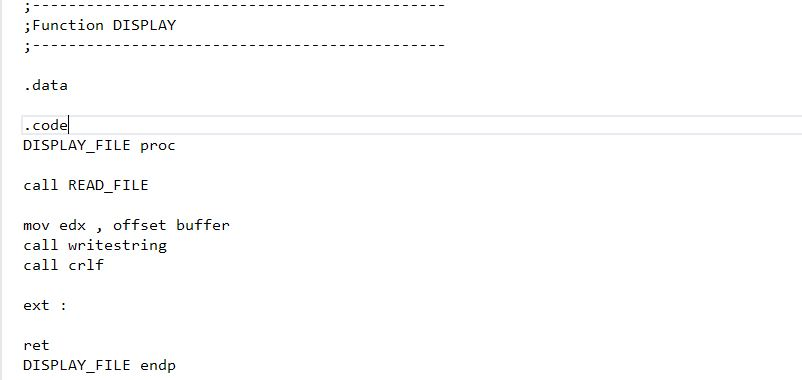 ;----------------------------------------------
;Function DISPLAY
;----------------------------------------------
.data
.code
DISPLAY_FILE proc
call READ_FILE
mov edx , offset buffer
call writestring
call crlf
ext :
ret
DISPLAY_FILE endp